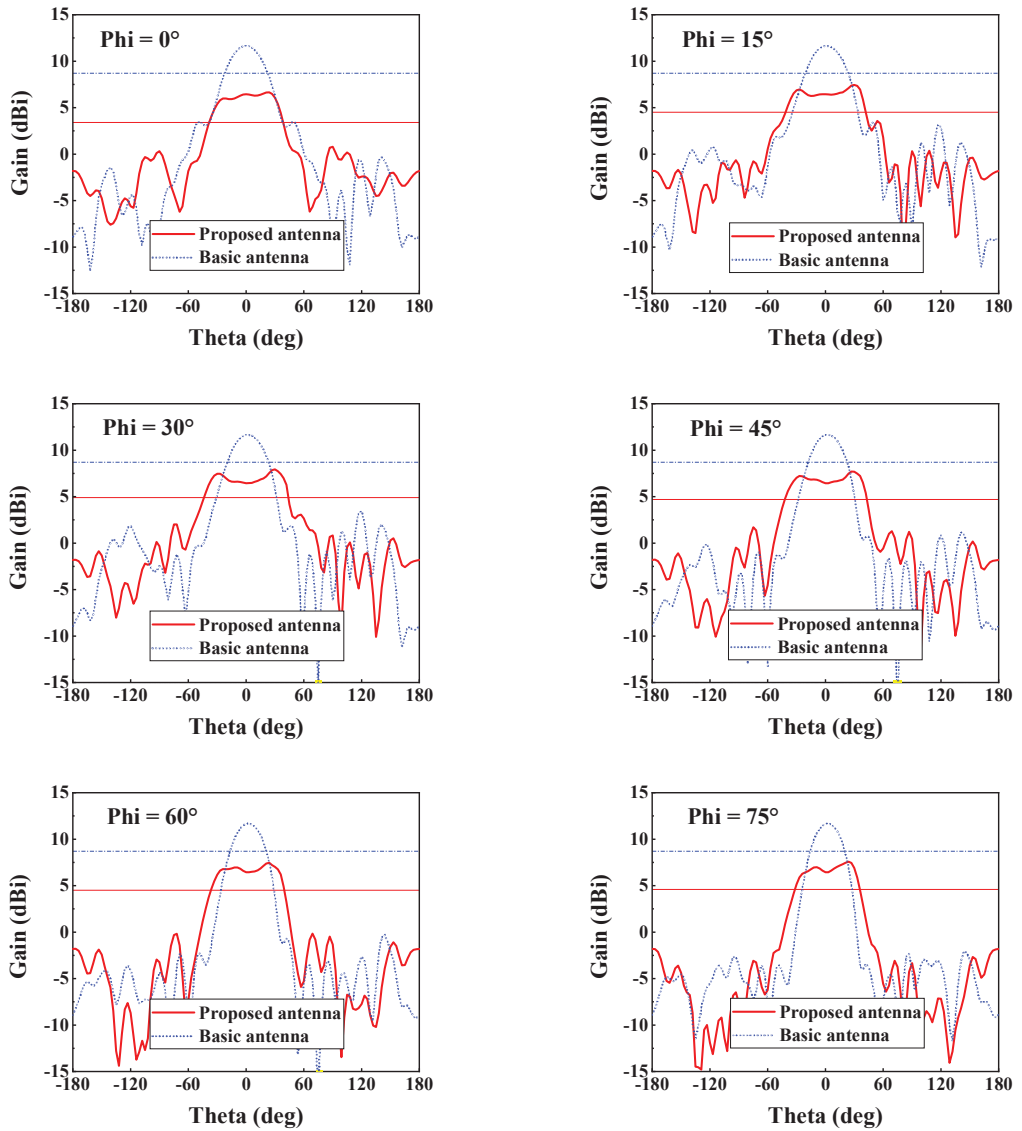 Phi = 0°
Gain (dBi)
15
10
5
0
-5
-10
-15
Proposed antenna
Basic antenna
-180 -120 -60 0 60 120 180
Theta (deg)
Phi = 15°
Gain (dBi)
15
10
5
0
-5
-10
-15
Proposed antenna
Basic antenna
-180 -120 -60 0 60 120 180
Theta (deg)
Phi = 30°
Gain (dBi)
15
10
5
0
-5
-10
-15
Proposed antenna
Basic antenna
-180 -120 -60 0 60 120 180
Theta (deg)
Phi = 45°
Gain (dBi)
15
10
5
0
-5
-10
-15
Proposed antenna
Basic antenna
-180 -120 -60 0 60 120 180
Theta (deg)
Phi = 60°
Gain (dBi)
15
10
5
0
-5
-10
-15
Proposed antenna
Basic antenna
-180 -120 -60 0 60 120 180
Theta (deg)
Phi = 75°
Gain (dBi)
15
10
5
0
-5
-10
-15
Proposed antenna
Basic antenna
-180 -120 -60 0 60 120 180
Theta (deg)